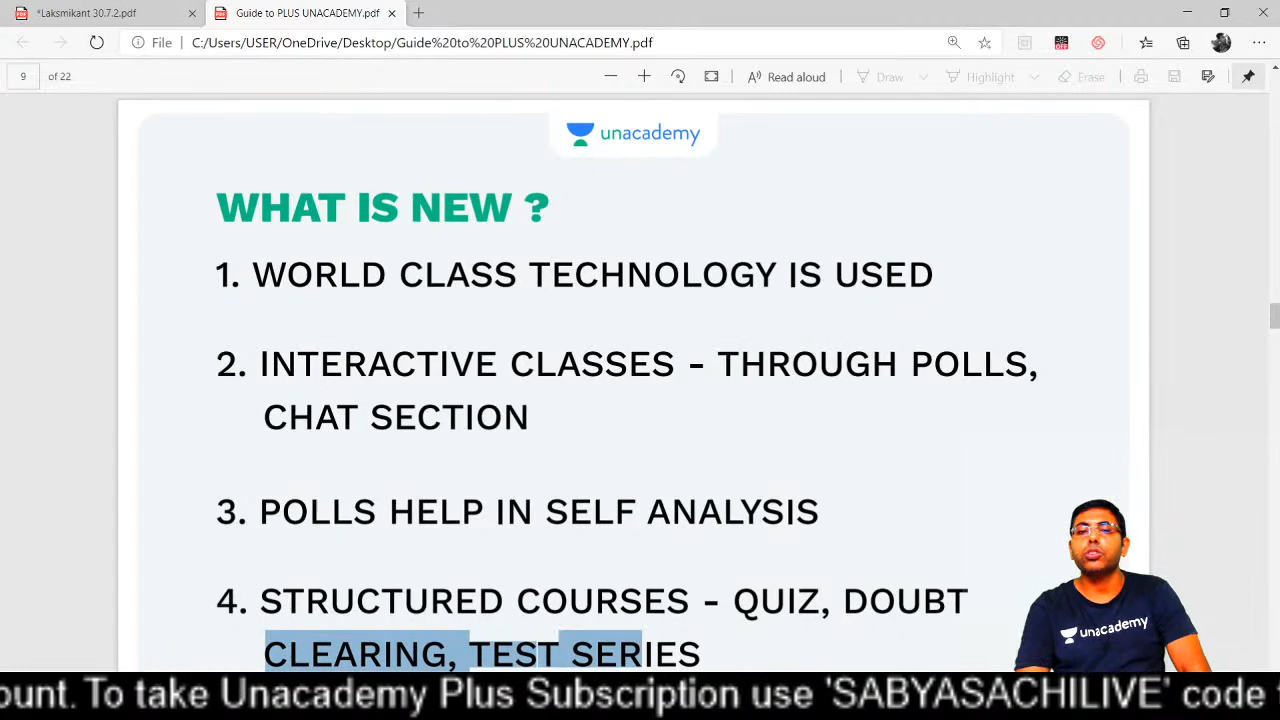 *Laksmikant 30.7.2.pdf
Guide to PLUS UNACADEMY.pdf
File
C:/Users/USER/OneDrive/Desktop/Guide%20to%20PLUS%20UNACADEMY.pdf
9 of 22
Read aloud
Draw
Highlight
Erase
unacademy
WHAT IS NEW ?
1. WORLD CLASS TECHNOLOGY IS USED
2. INTERACTIVE CLASSES - THROUGH POLLS,
CHAT SECTION
3. POLLS HELP IN SELF ANALYSIS
4. STRUCTURED COURSES - QUIZ, DOUBT
CLEARING, TEST SERIES
unacademy
ount. To take Unacademy Plus Subscription use 'SABYASACHILIVE' code